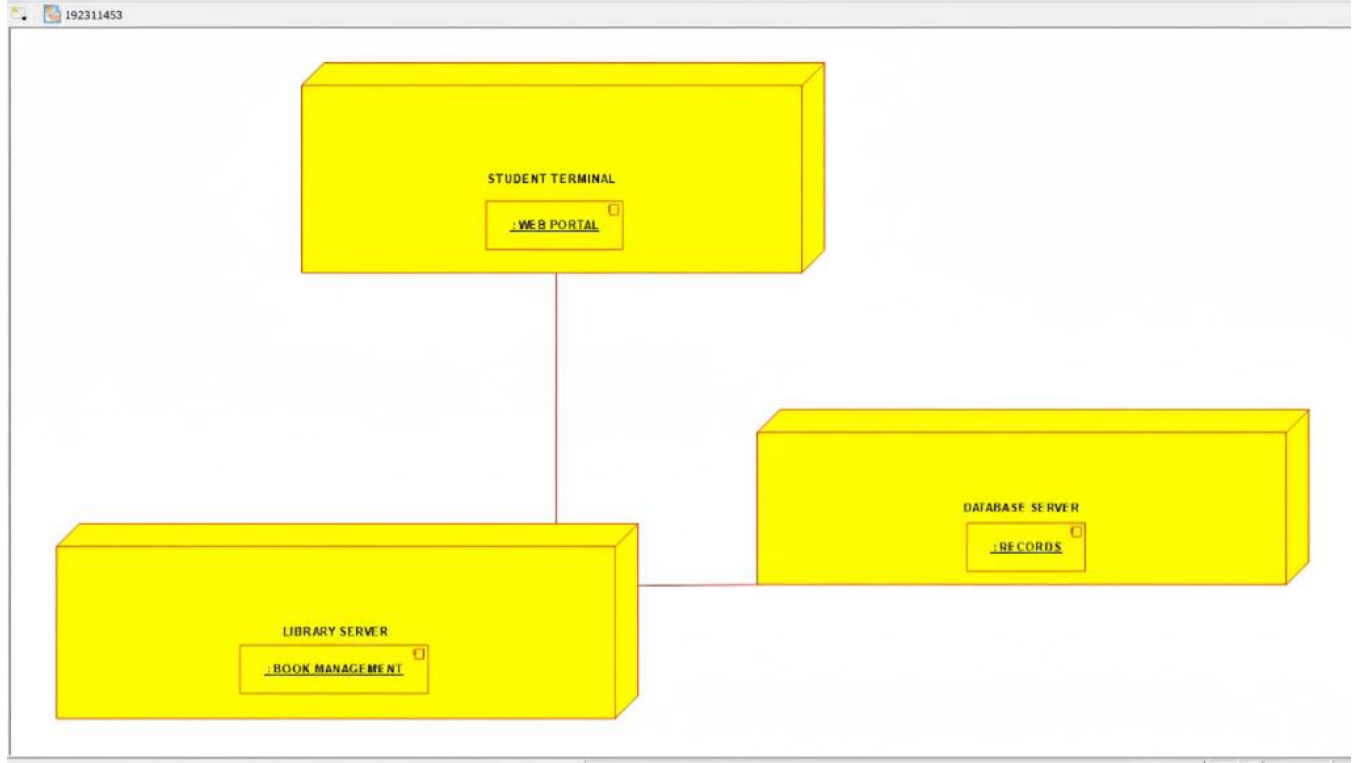 192311453
STUDENT TERMINAL
:WEB PORTAL
DATABASE SERVER
:RECORDS
LIBRARY SERVER
:BOOK MANAGEMENT